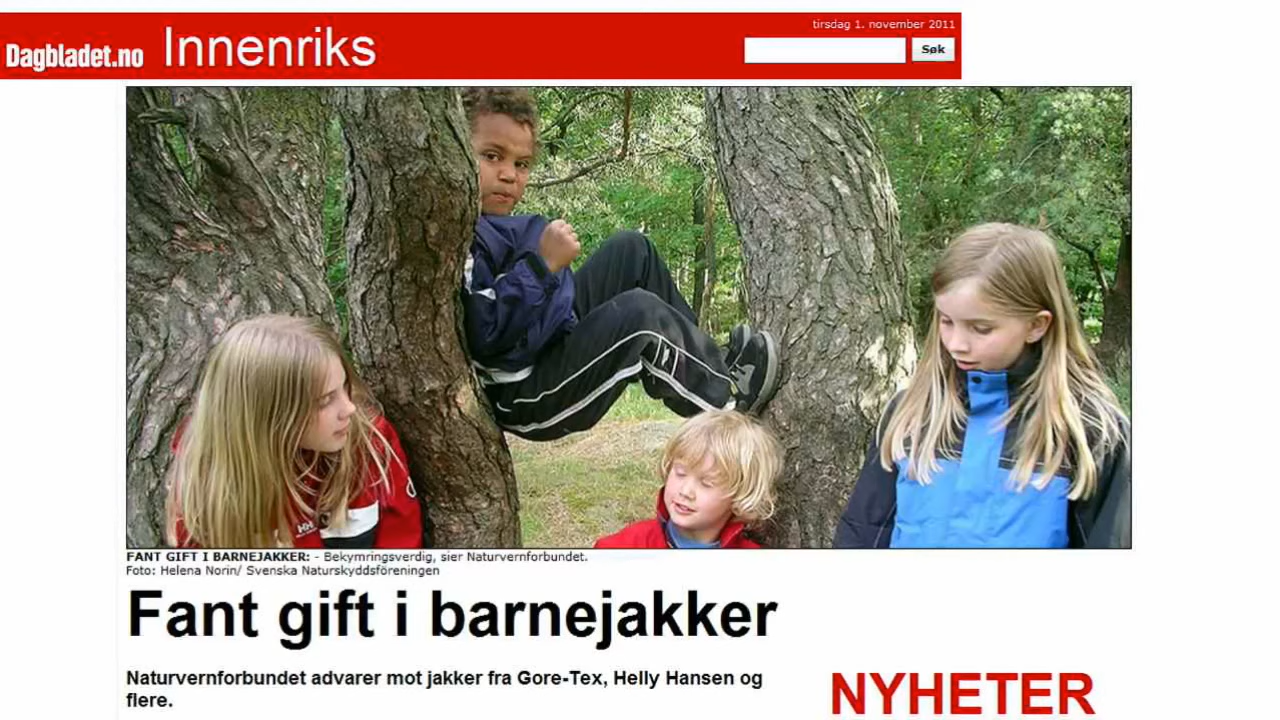 tirsdag 1. november 2011
Dagbladet.no Innenriks
Søk
HH
FANT GIFT I BARNEJAKKER: - Bekymringsverdig, sier Naturvernforbundet.
Foto: Helena Norin/ Svenska Naturskyddsföreningen
Fant gift i barnejakker
Naturvernforbundet advarer mot jakker fra Gore-Tex, Helly Hansen og
flere.
NYHETER